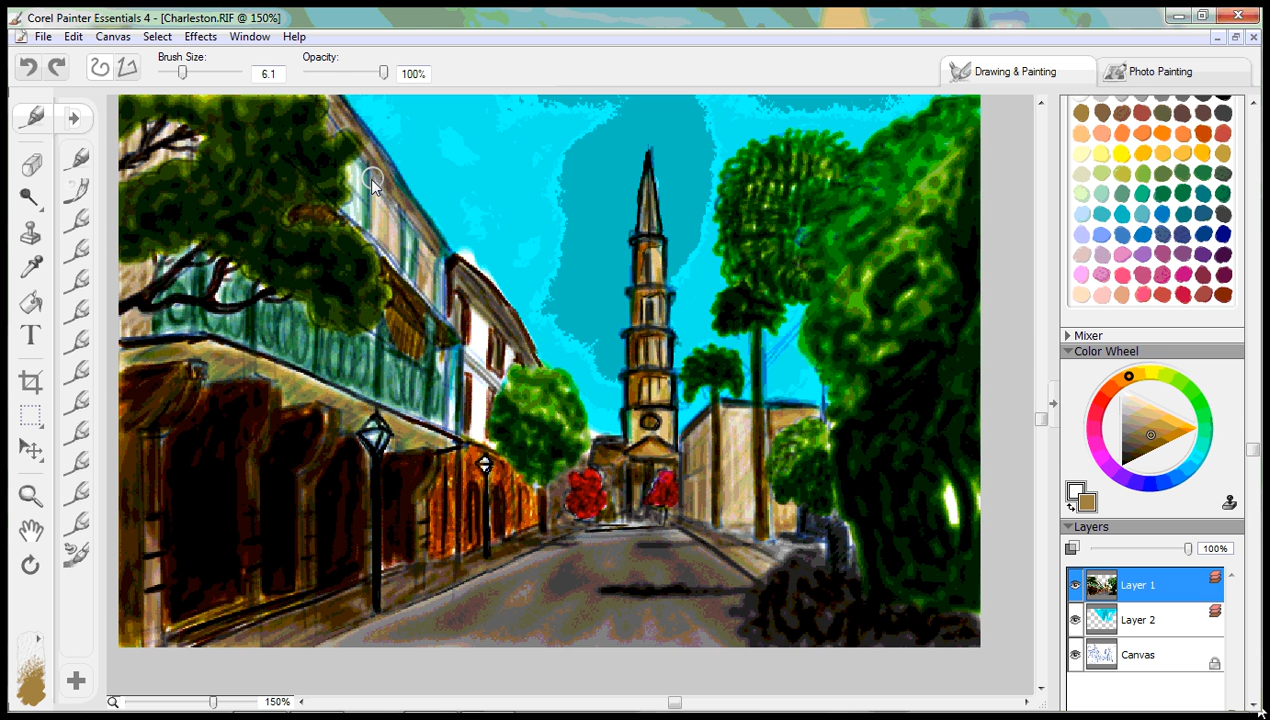 Corel Painter Essentials 4 - [Charleston.RIF @ 150%]
File Edit Canvas Select Effects Window Help
Brush Size: 6.1 Opacity: 100%
Drawing & Painting Photo Painting
Mixer
Color Wheel
Layers
100%
Layer 1
Layer 2
Canvas
T
150%